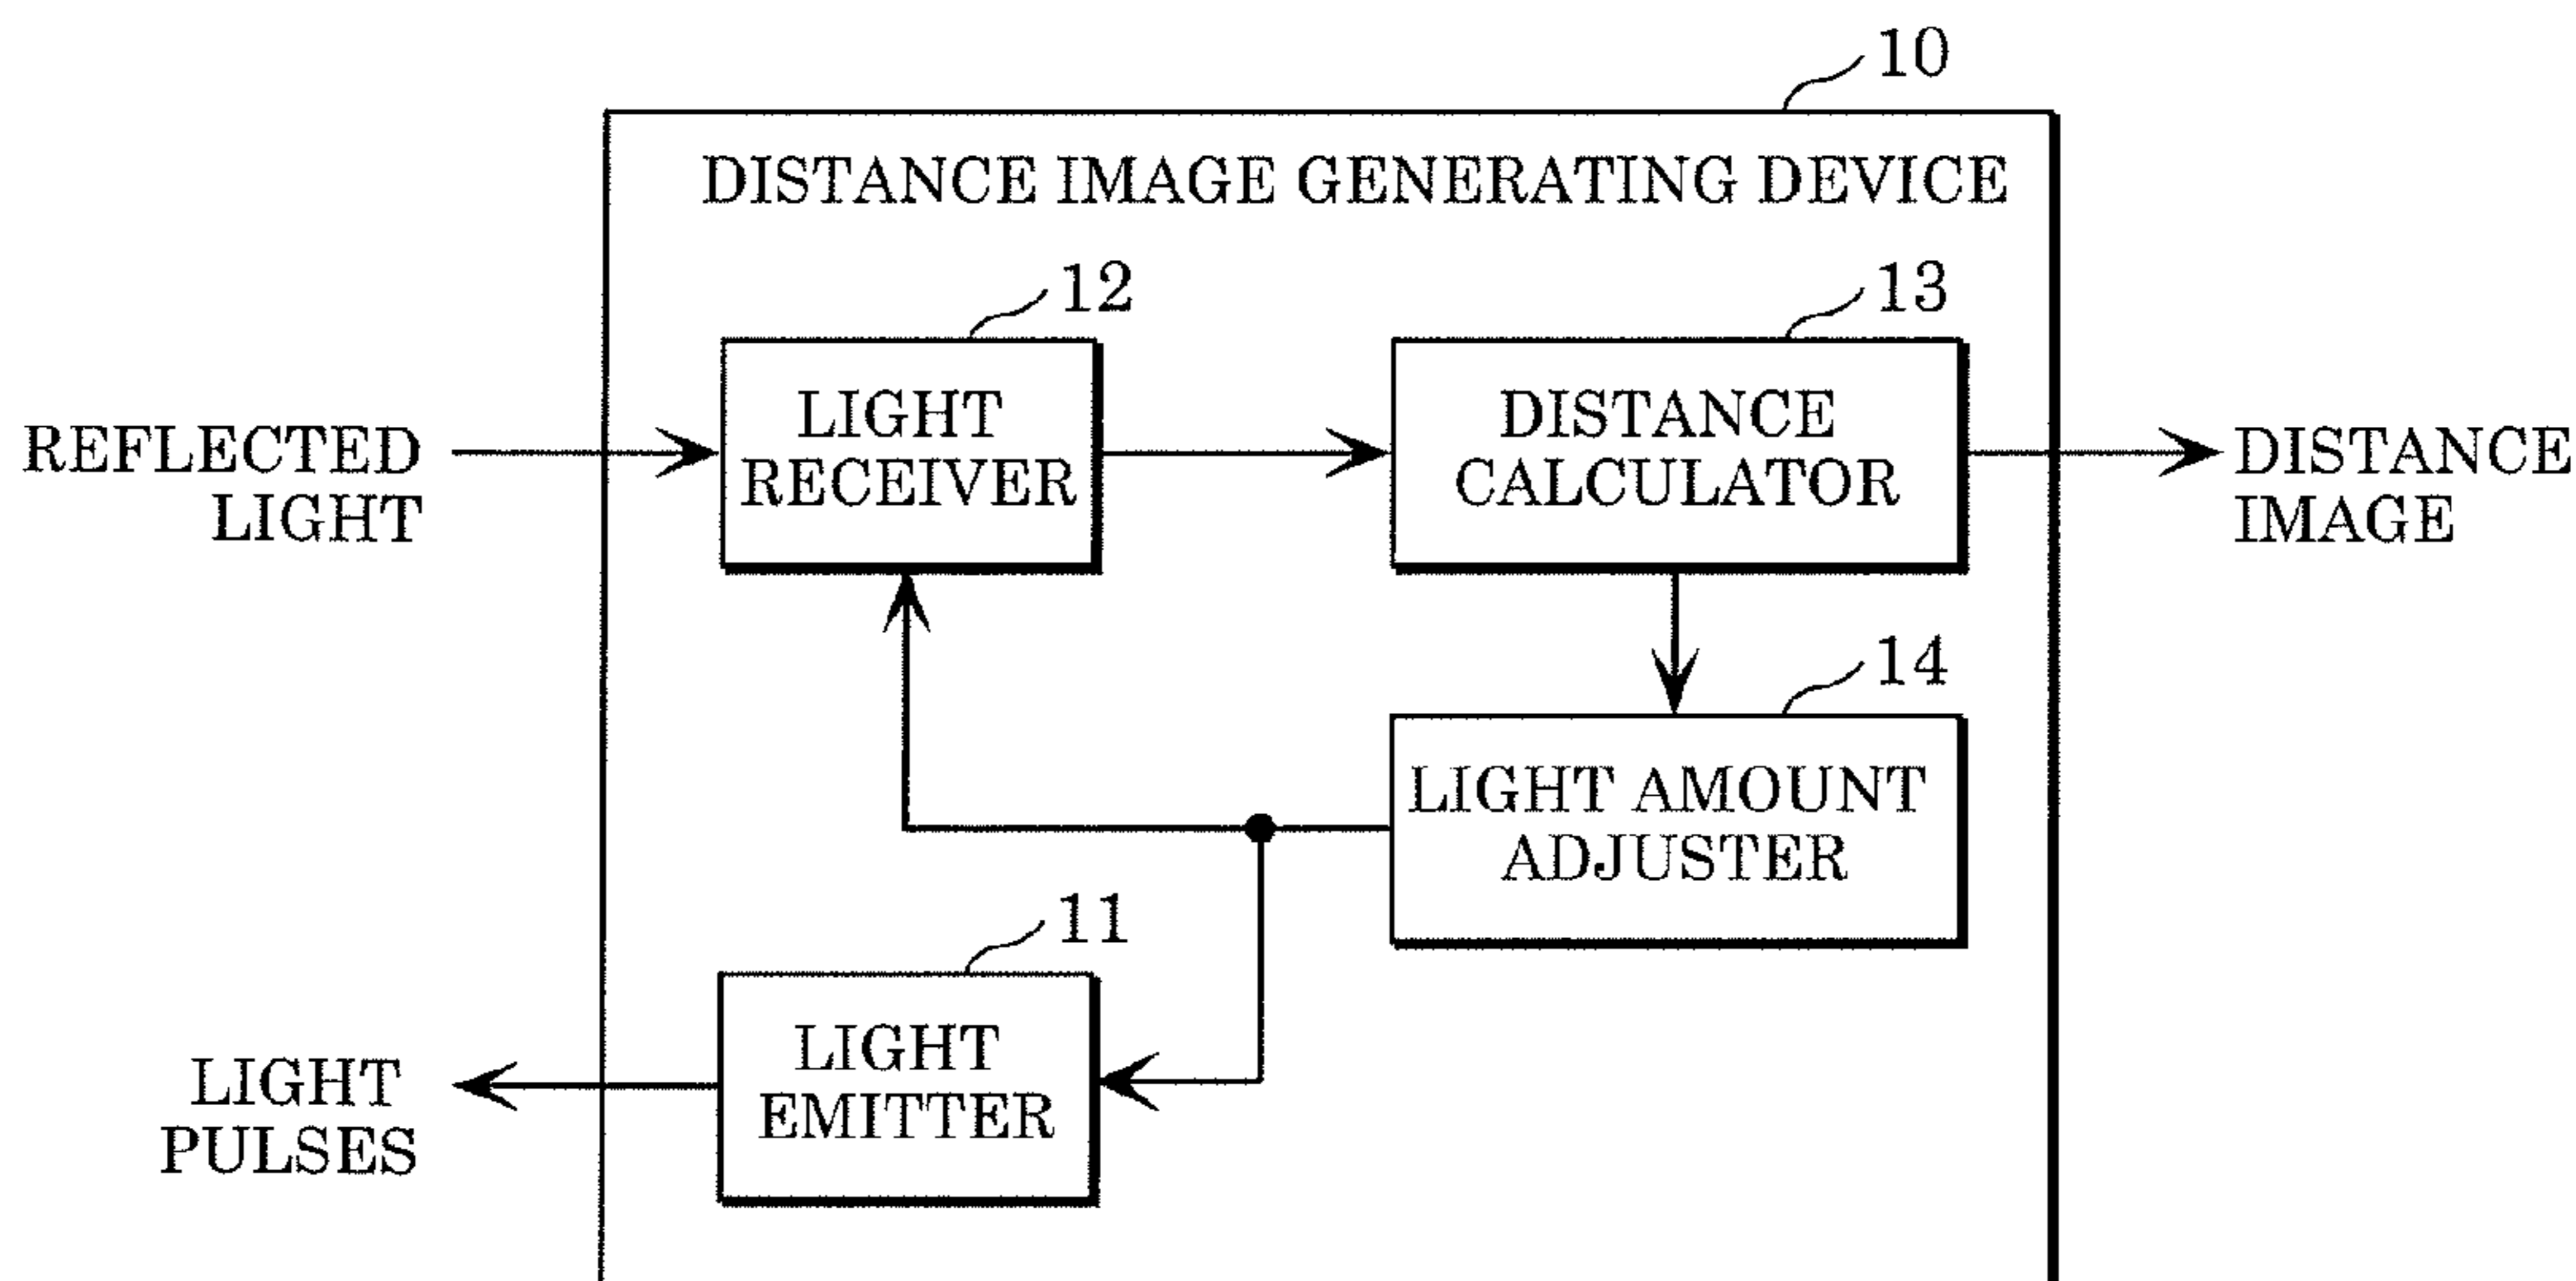 10
DISTANCE IMAGE GENERATING DEVICE
12
13
REFLECTED
LIGHT
LIGHT
RECEIVER
DISTANCE
CALCULATOR
DISTANCE
IMAGE
14
LIGHT AMOUNT
ADJUSTER
11
LIGHT
PULSES
LIGHT
EMITTER